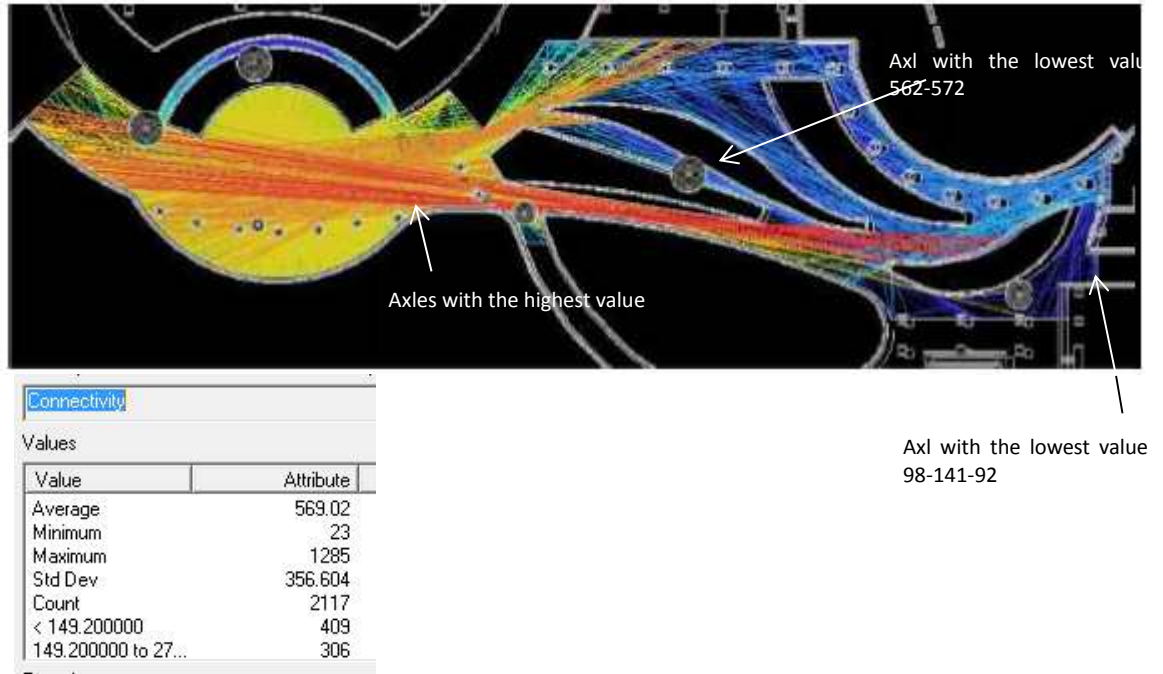 Axl with the lowest valu
562-572
Axles with the highest value
Axl with the lowest value
98-141-92
Connectivity
Values
Value Attribute
Average 569.02
Minimum 23
Maximum 1285
Std Dev 356.604
Count 2117
< 149.200000 409
149.200000 to 27... 306